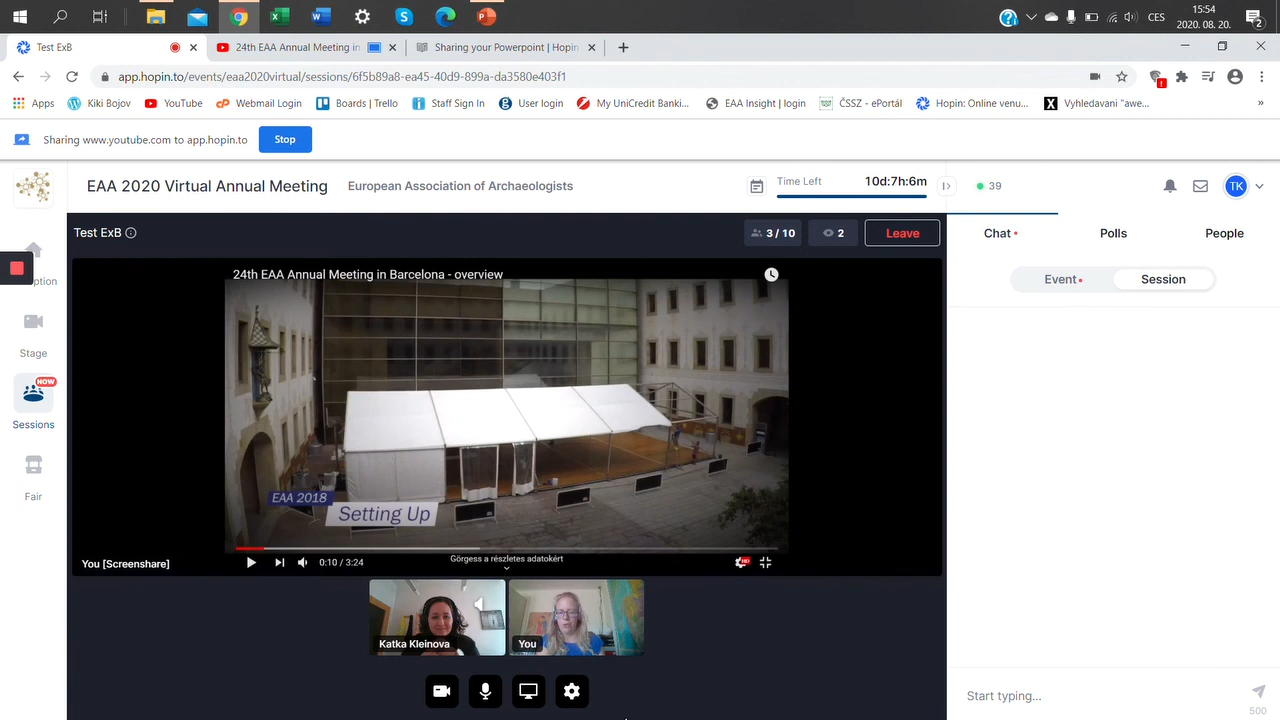 CES
15:54
2020. 08. 20.
2
Test ExB
24th EAA Annual Meeting in
Sharing your Powerpoint | Hopin
app.hopin.to/events/eaa2020virtual/sessions/6f5b89a8-ea45-40d9-899a-da3580e403f1
Apps
Kiki Bojov
YouTube
Webmail Login
Boards | Trello
Staff Sign In
User login
My UniCredit Banki...
EAA Insight | login
ČSSZ - ePortál
Hopin: Online venu...
Vyhledavani "awe...
Sharing www.youtube.com to app.hopin.to
Stop
EAA 2020 Virtual Annual Meeting
European Association of Archaeologists
Time Left
10d:7h:6m
39
TK
Test ExB
3 / 10
2
Leave
Chat
Polls
People
Event
Session
ption
Stage
NOW
Sessions
Fair
24th EAA Annual Meeting in Barcelona - overview
EAA 2018
Setting Up
0:10 / 3:24
Görgess a részletes adatokért
HD
You [Screenshare]
Katka Kleinova
You
Start typing...
500